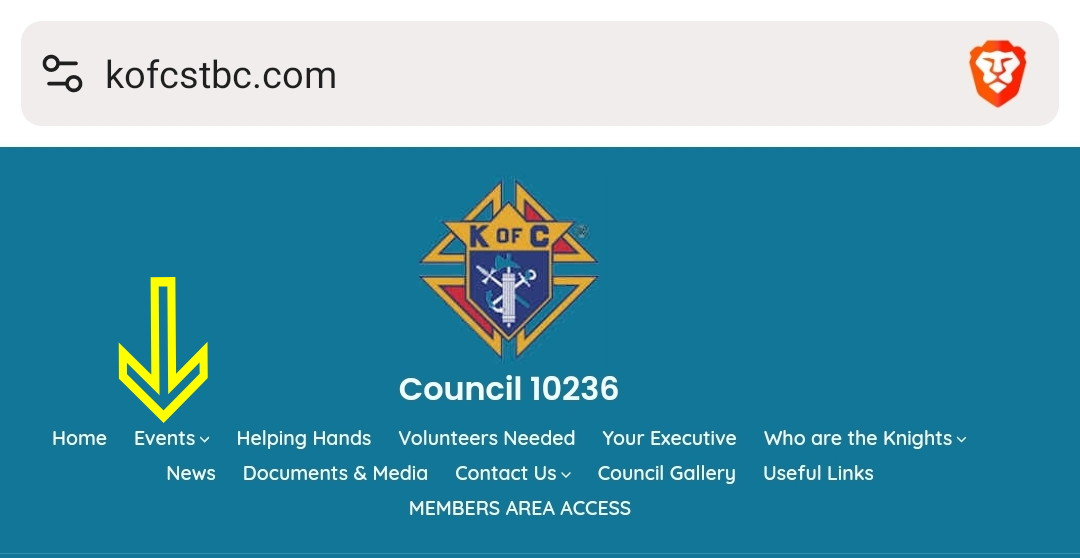 kofcstbc.com
K OF C
Council 10236
Home Events Helping Hands Volunteers Needed Your Executive Who are the Knights
News Documents & Media Contact Us Council Gallery Useful Links
MEMBERS AREA ACCESS